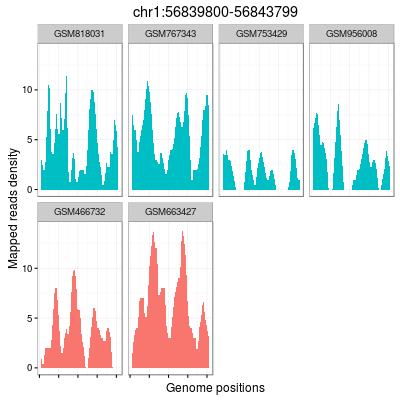 chr1:56839800-56843799
GSM818031 GSM767343 GSM753429 GSM956008
10
5
0
GSM466732 GSM663427
10
5
0
Mapped reads density
Genome positions